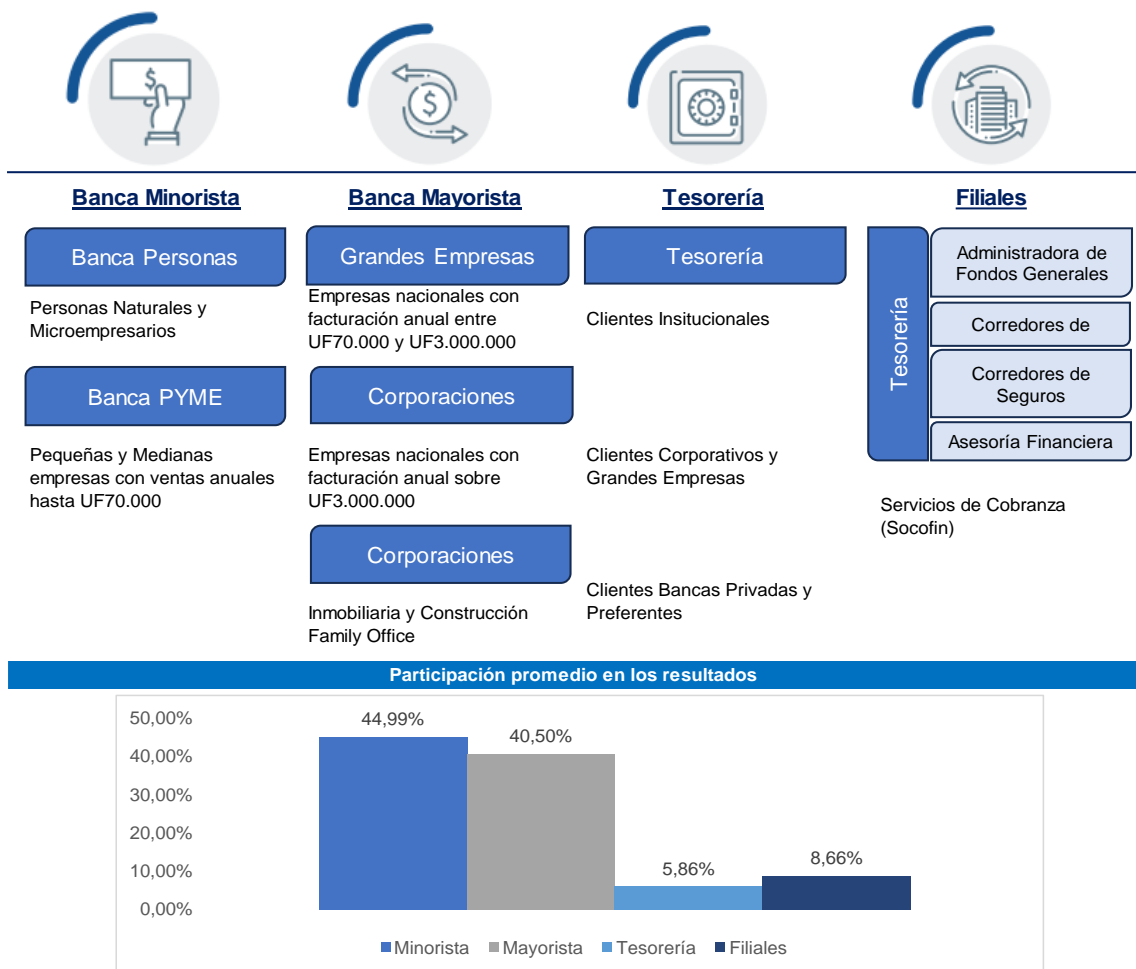 $
$
Banca Minorista
Banca Mayorista
Tesorería
Filiales
Banca Personas
Personas Naturales y
Microempresarios
Banca PYME
Pequeñas y Medianas
empresas con ventas anuales
hasta UF70.000
Grandes Empresas
Empresas nacionales con
facturación anual entre
UF70.000 y UF3.000.000
Corporaciones
Empresas nacionales con
facturación anual sobre
UF3.000.000
Corporaciones
Inmobiliaria y Construcción
Family Office
Tesorería
Clientes Insitucionales
Clientes Corporativos y
Grandes Empresas
Clientes Bancas Privadas y
Preferentes
Tesorería
Administradora de
Fondos Generales
Corredores de
Corredores de
Seguros
Asesoría Financiera
Servicios de Cobranza
(Socofin)
Participación promedio en los resultados
50,00%
40,00%
30,00%
20,00%
10,00%
0,00%
44,99%
40,50%
5,86%
8,66%
Minorista
Mayorista
Tesorería
Filiales